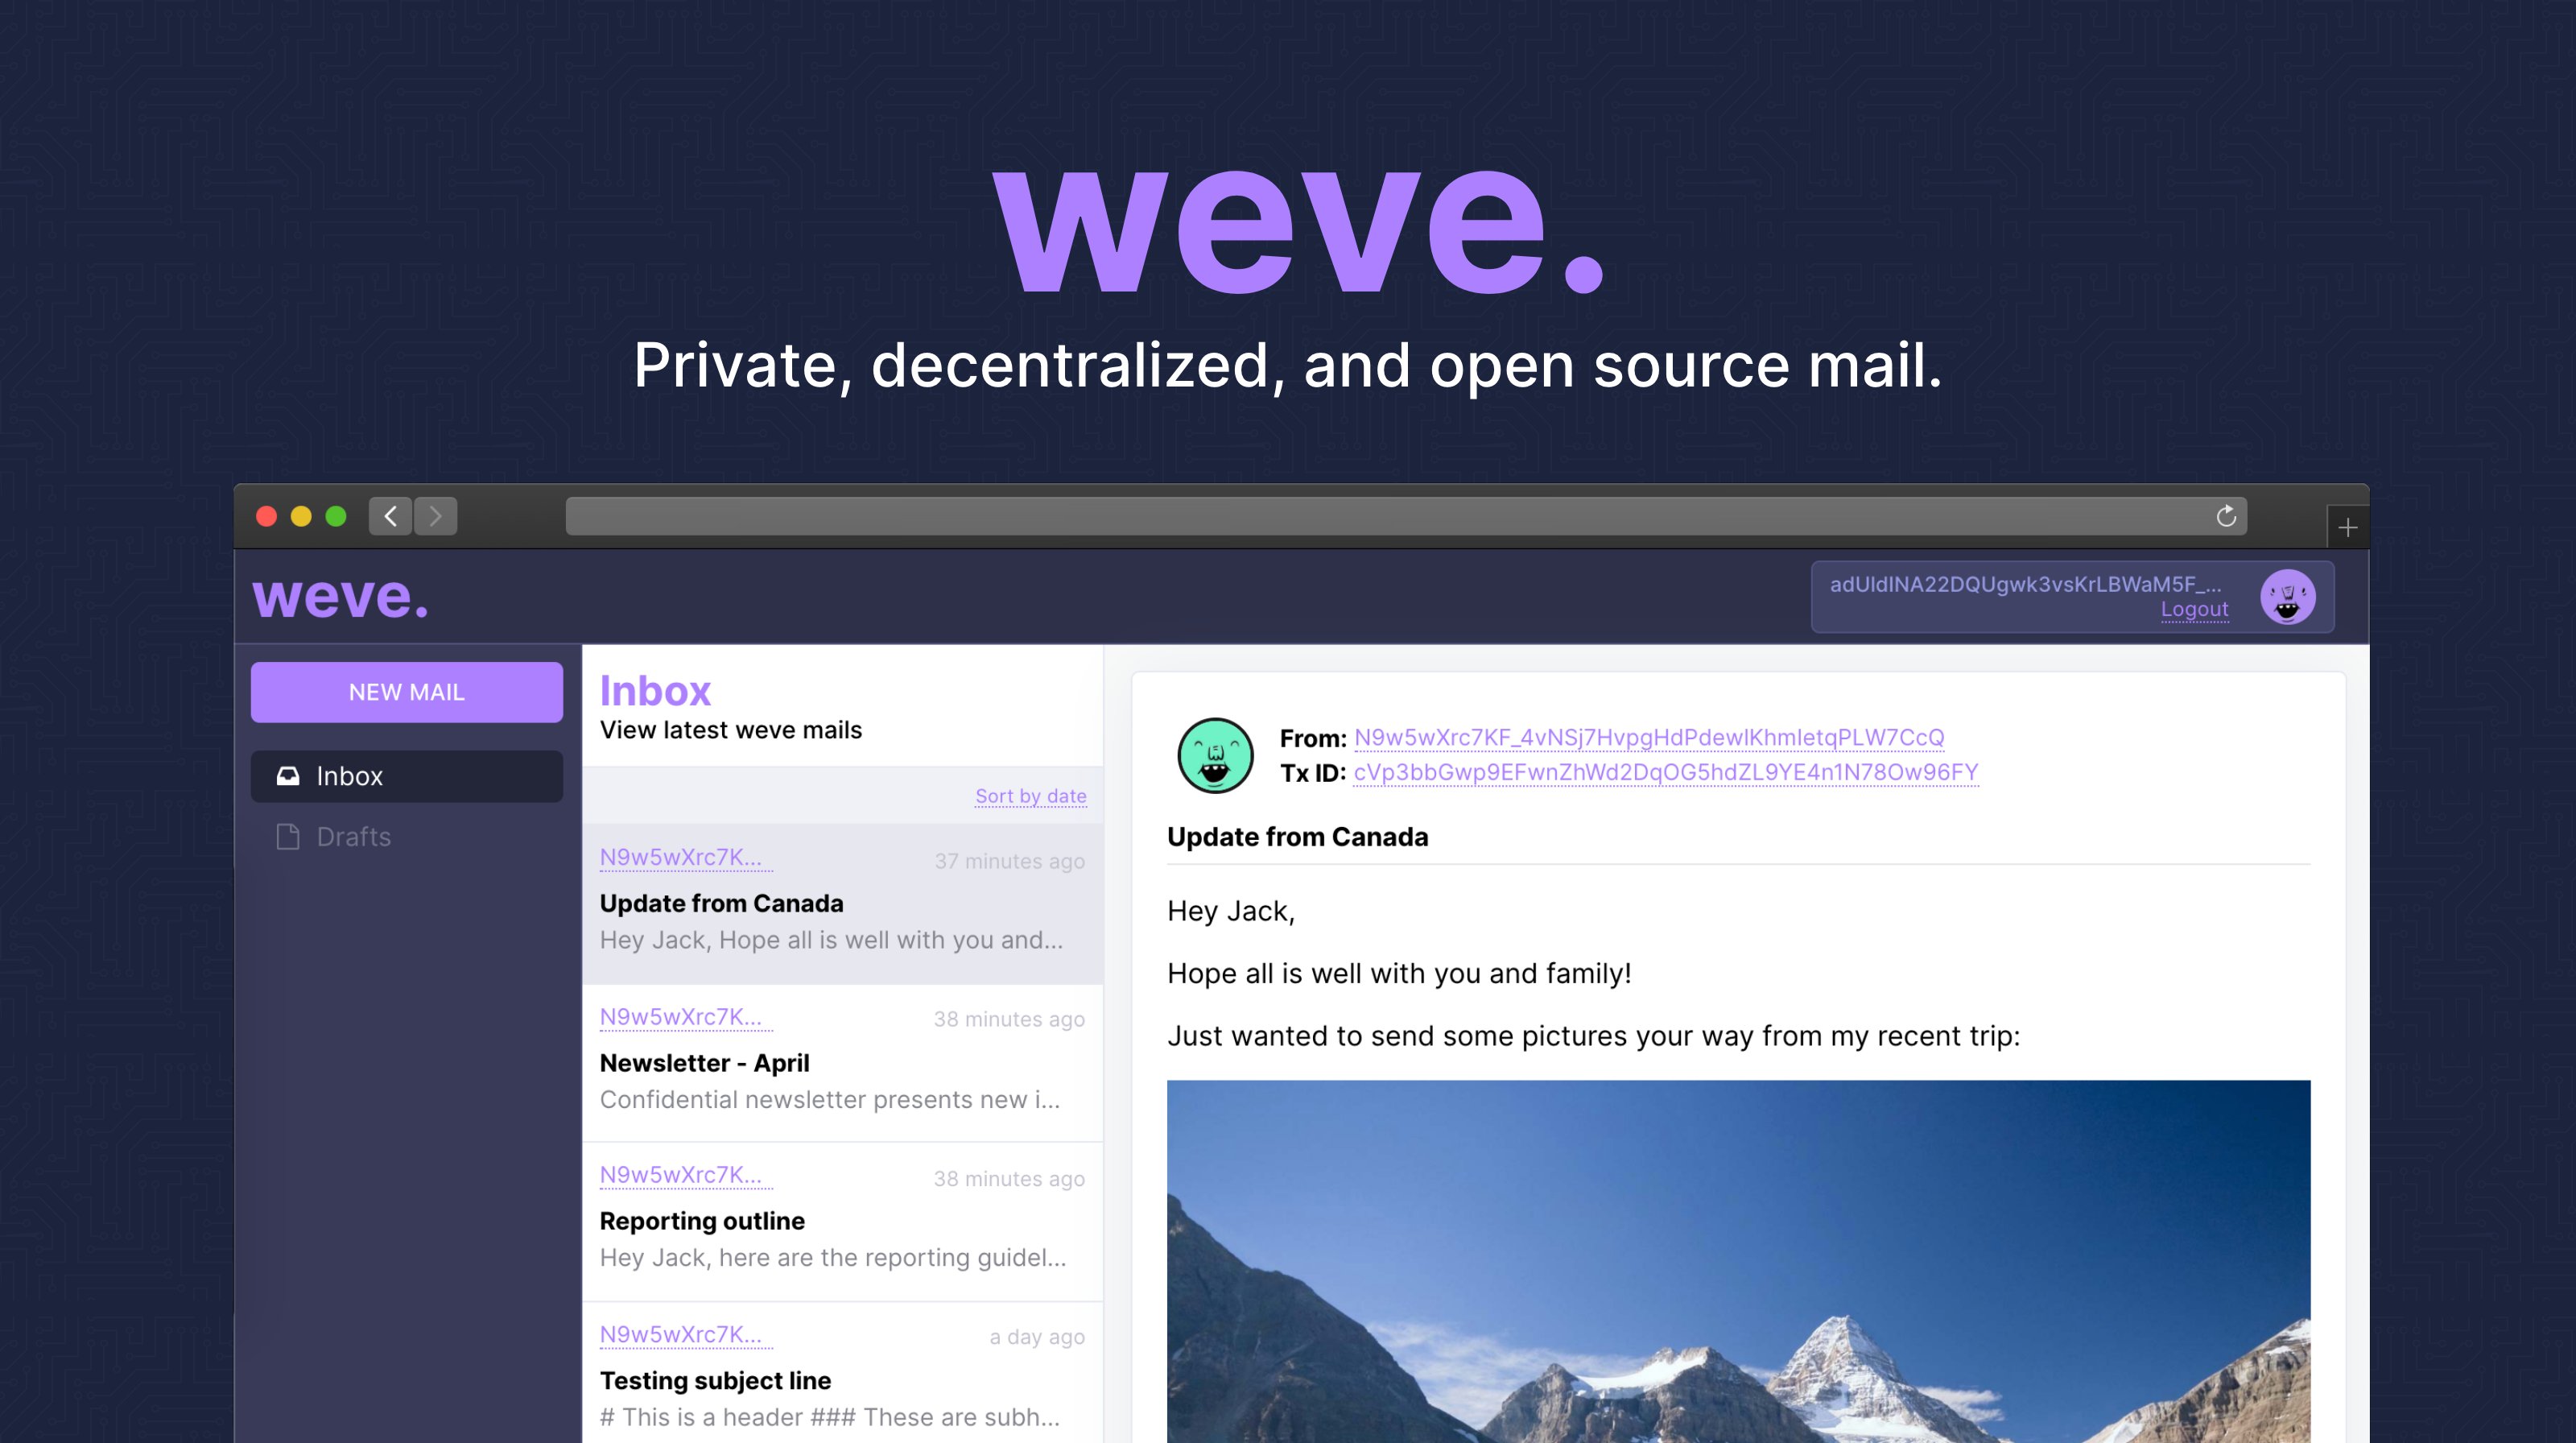 weve.
Private, decentralized, and open source mail.
weve.
adUldINA22DQUgwk3vsKrLBWaM5F_...
Logout
NEW MAIL
Inbox
Drafts
Inbox
View latest weve mails
Sort by date
N9w5wXrc7K...
37 minutes ago
Update from Canada
Hey Jack, Hope all is well with you and...
N9w5wXrc7K...
38 minutes ago
Newsletter - April
Confidential newsletter presents new i...
N9w5wXrc7K...
38 minutes ago
Reporting outline
Hey Jack, here are the reporting guidel...
N9w5wXrc7K...
a day ago
Testing subject line
# This is a header ### These are subh...
From: N9w5wXrc7KF_4vNSj7HvpgHdPdewlKhmletqPLW7CcQ
Tx ID: cVp3bbGwp9EFwnZhWd2DqOG5hdZL9YE4n1N78Ow96FY
Update from Canada
Hey Jack,
Hope all is well with you and family!
Just wanted to send some pictures your way from my recent trip: